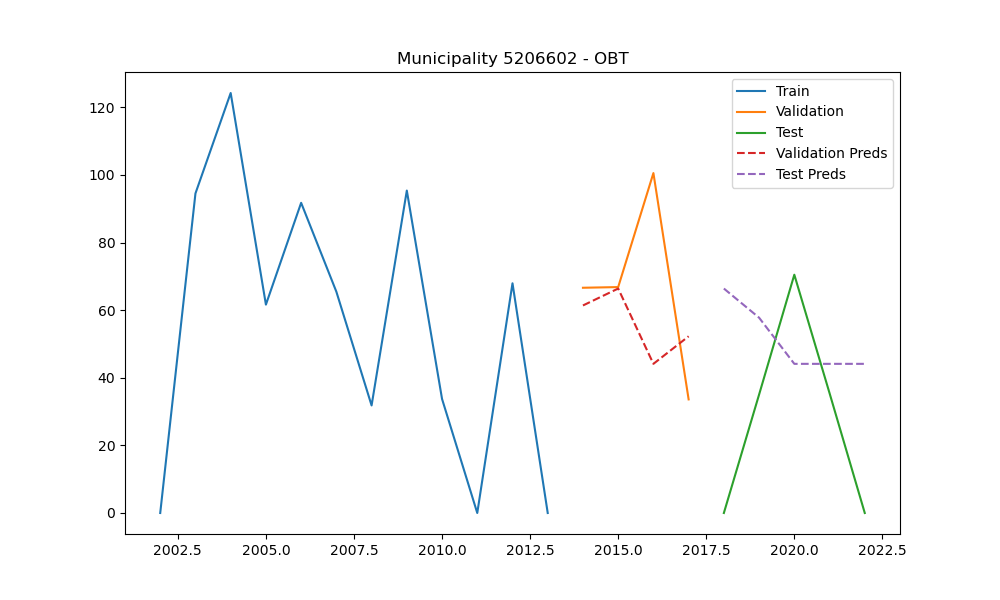 Municipality 5206602 - OBT
Train
Validation
Test
Validation Preds
Test Preds
120
100
80
60
40
20
0
2002.5 2005.0 2007.5 2010.0 2012.5 2015.0 2017.5 2020.0 2022.5